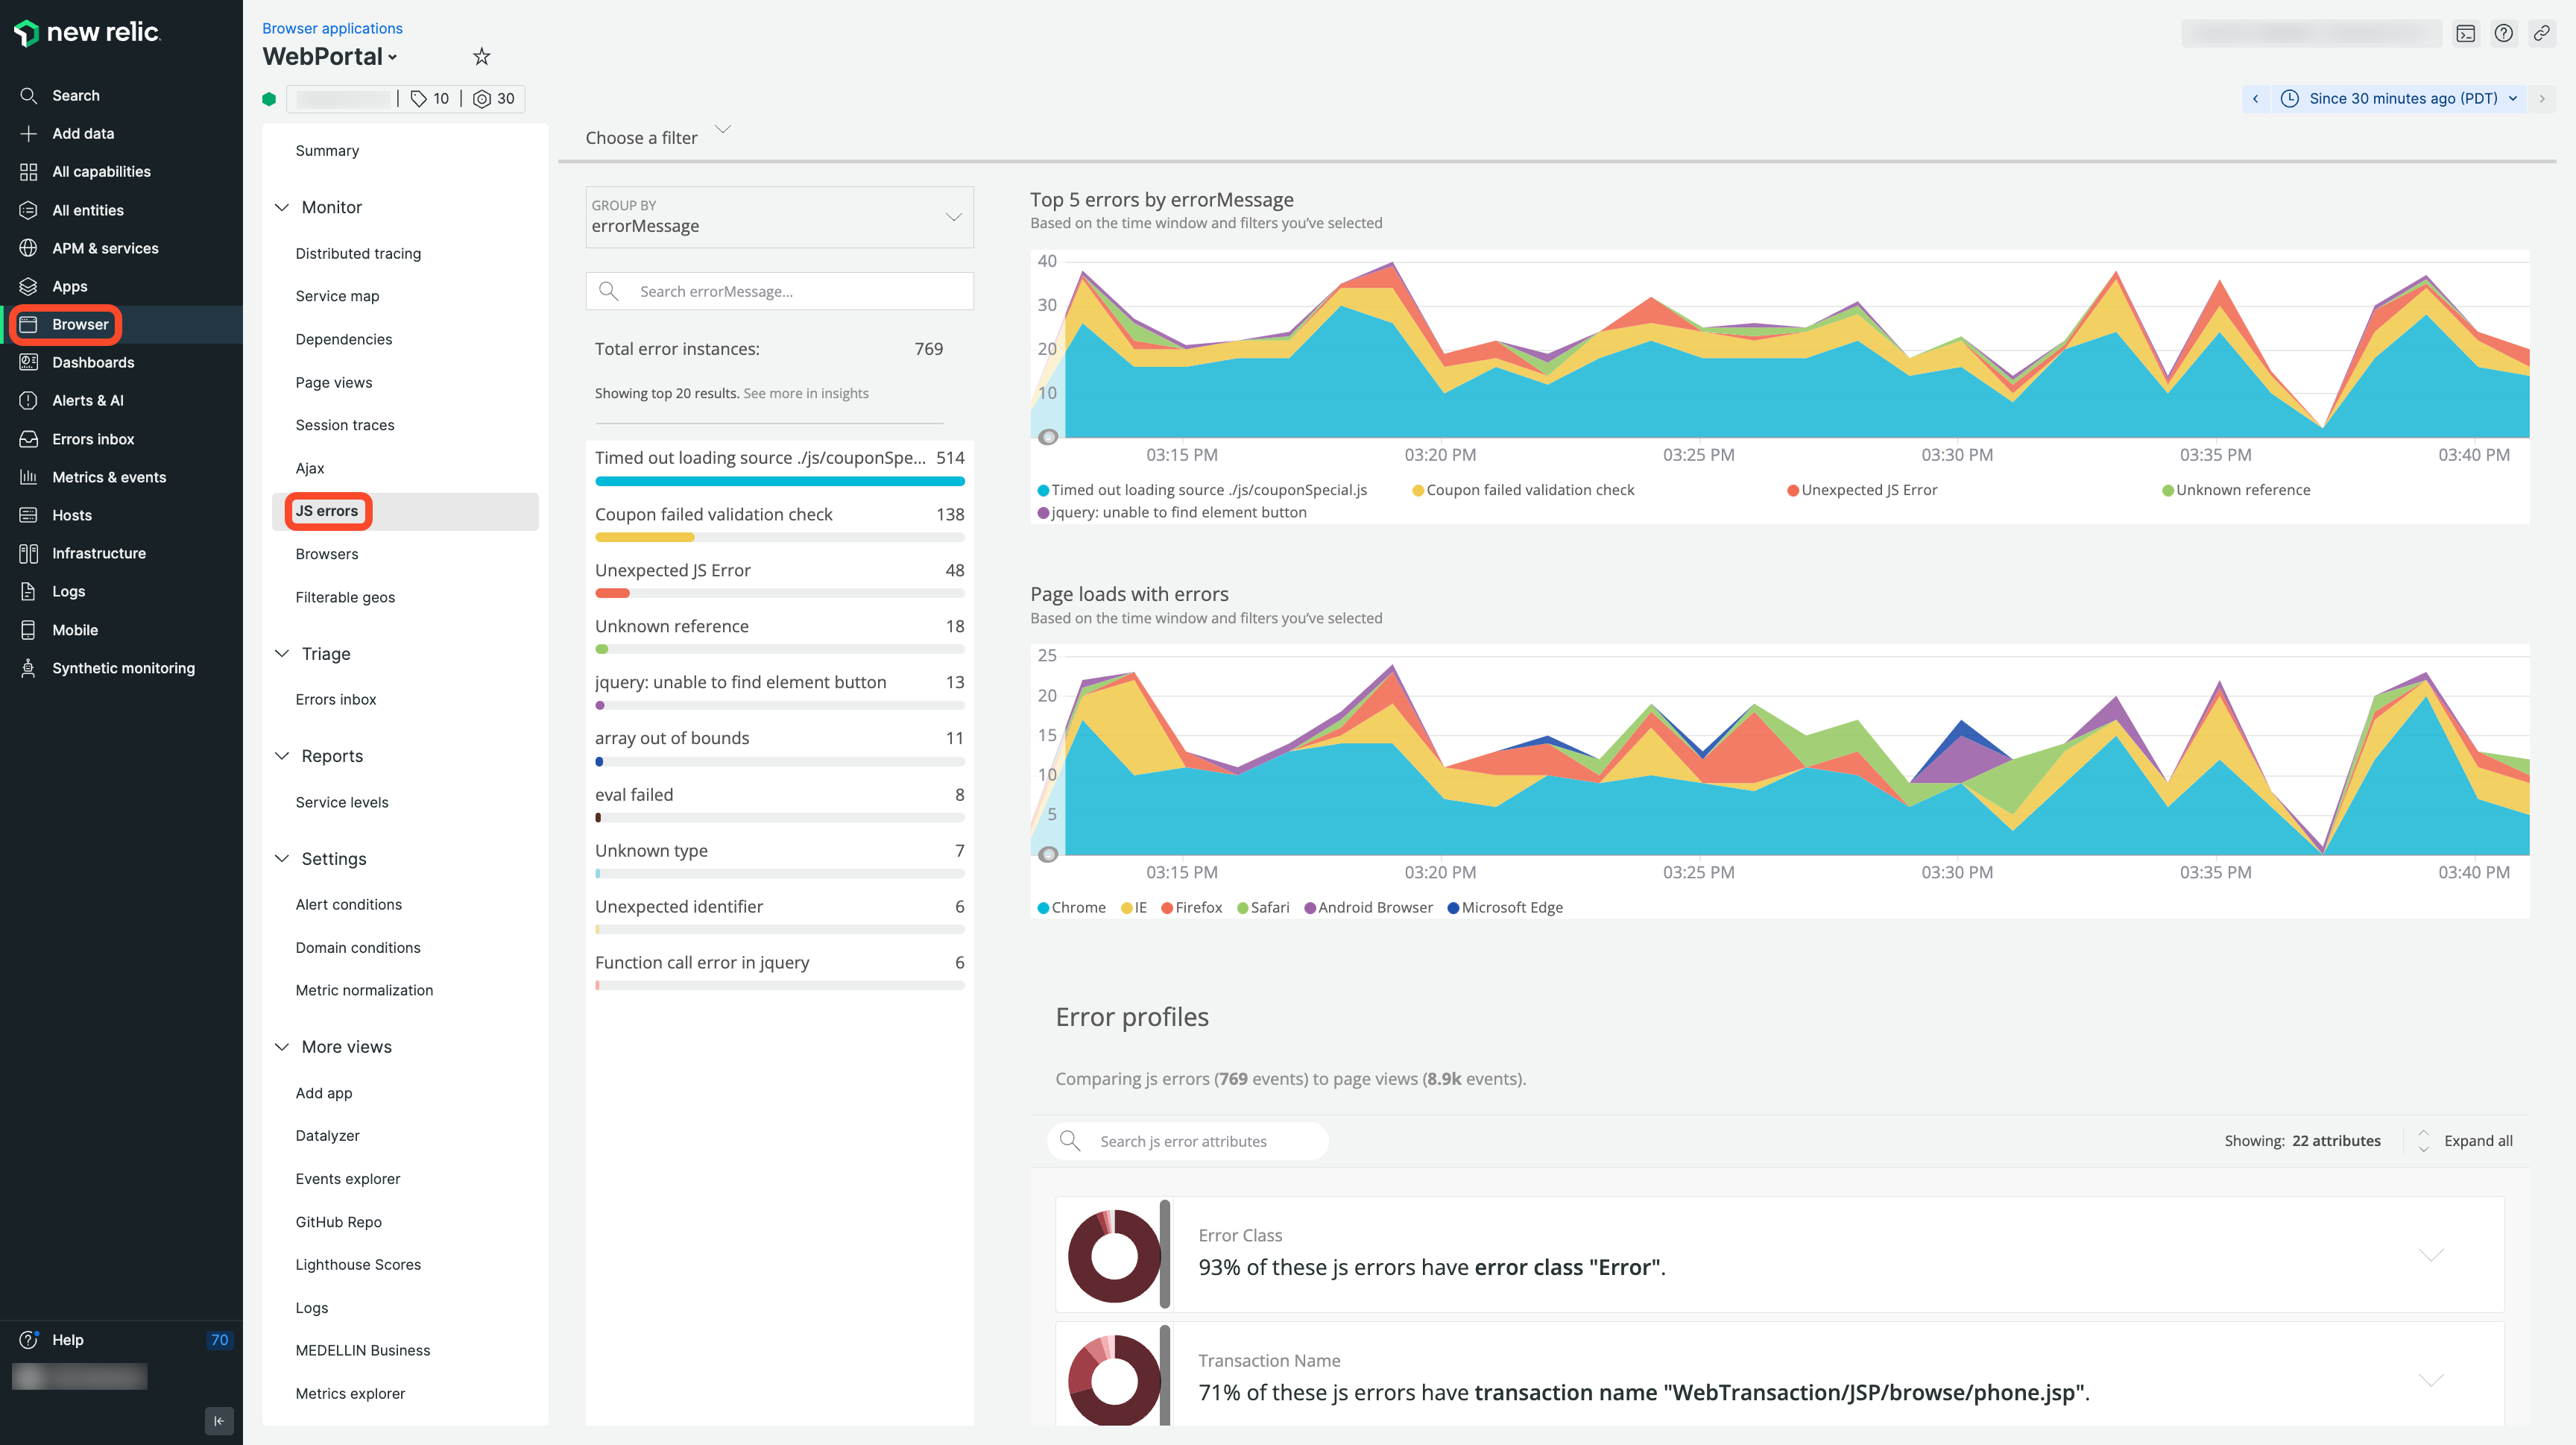 new relic
Search
Add data
All capabilities
All entities
APM & services
Apps
Browser
Dashboards
Alerts & AI
Errors inbox
Metrics & events
Hosts
Infrastructure
Logs
Mobile
Synthetic monitoring
Help
70
Browser applications
WebPortal
10
30
Since 30 minutes ago (PDT)
Summary
Monitor
Distributed tracing
Service map
Dependencies
Page views
Session traces
Ajax
JS errors
Browsers
Filterable geos
Triage
Errors inbox
Reports
Service levels
Settings
Alert conditions
Domain conditions
Metric normalization
More views
Add app
Datalyzer
Events explorer
GitHub Repo
Lighthouse Scores
Logs
MEDELLIN Business
Metrics explorer
Choose a filter
GROUP BY
errorMessage
Search errorMessage...
Total error instances: 769
Showing top 20 results. See more in insights
Timed out loading source ./js/couponSpe... 514
Coupon failed validation check 138
Unexpected JS Error 48
Unknown reference 18
jquery: unable to find element button 13
array out of bounds 11
eval failed 8
Unknown type 7
Unexpected identifier 6
Function call error in jquery 6
Top 5 errors by errorMessage
Based on the time window and filters you've selected
40
30
20
10
03:15 PM 03:20 PM 03:25 PM 03:30 PM 03:35 PM 03:40 PM
Timed out loading source ./js/couponSpecial.js Coupon failed validation check Unexpected JS Error Unknown reference
jquery: unable to find element button
Page loads with errors
Based on the time window and filters you've selected
25
20
15
10
5
03:15 PM 03:20 PM 03:25 PM 03:30 PM 03:35 PM 03:40 PM
Chrome IE Firefox Safari Android Browser Microsoft Edge
Error profiles
Comparing js errors (769 events) to page views (8.9k events).
Search js error attributes
Showing: 22 attributes
Expand all
Error Class
93% of these js errors have error class "Error".
Transaction Name
71% of these js errors have transaction name "WebTransaction/JSP/browse/phone.jsp".